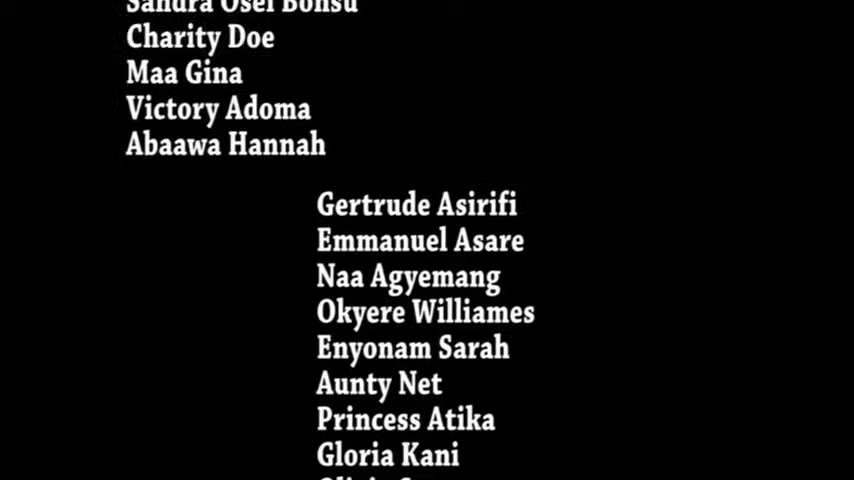 Sandra Osei Bonsu
Charity Doe
Maa Gina
Victory Adoma
Abaawa Hannah
Gertrude Asirifi
Emmanuel Asare
Naa Agyemang
Okyere Williames
Enyonam Sarah
Aunty Net
Princess Atika
Gloria Kani